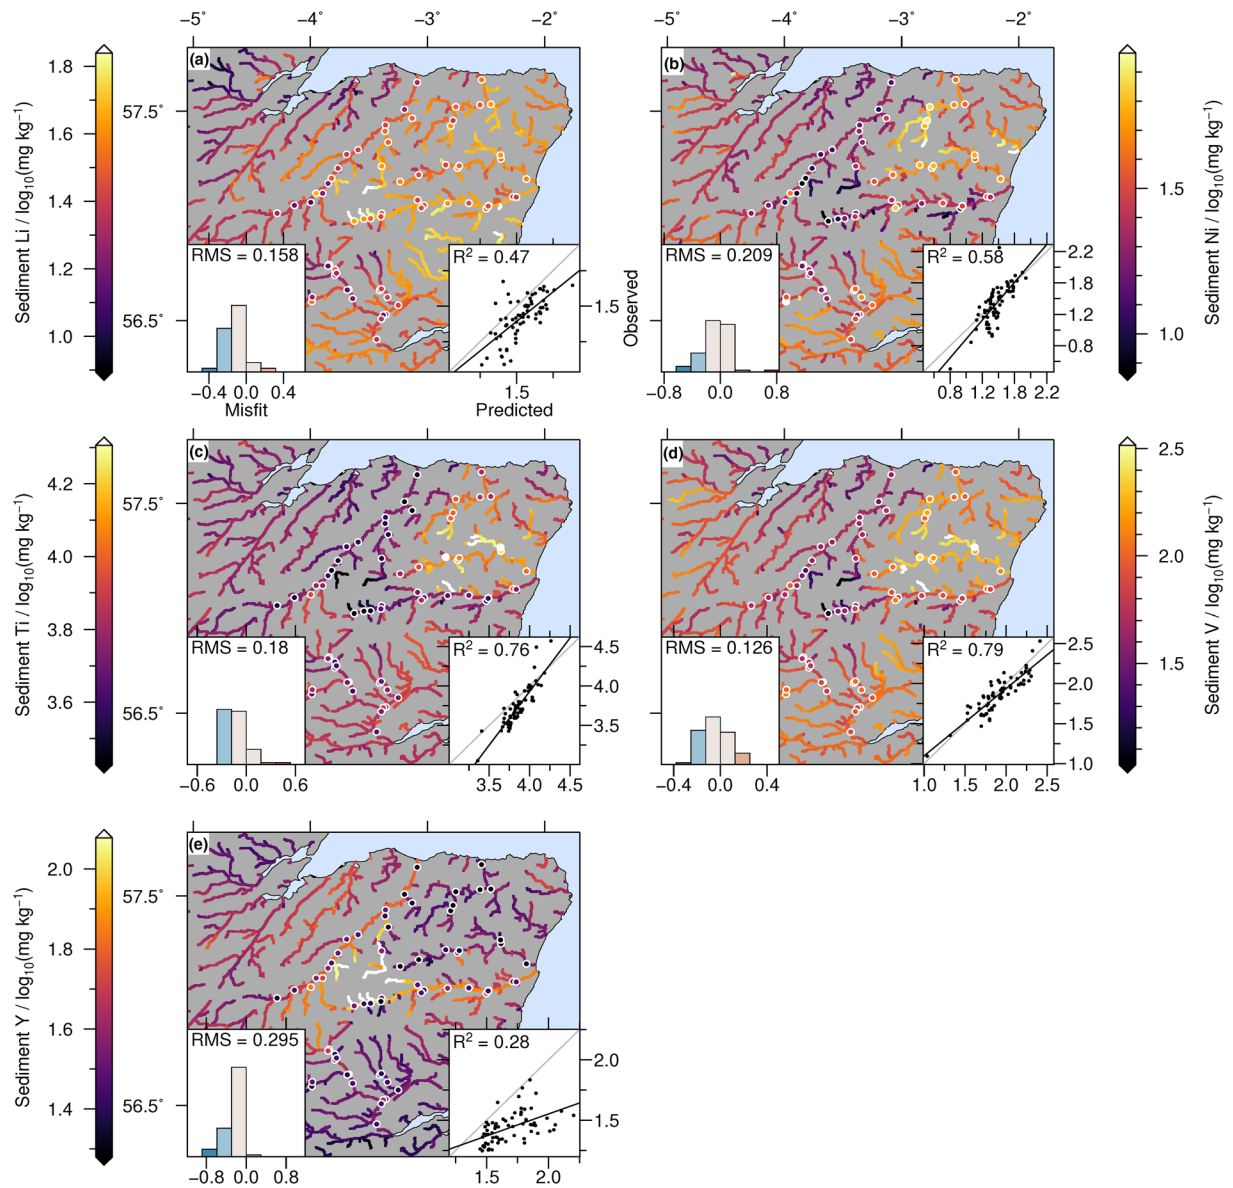 −5° −4° −3° −2° −5° −4° −3° −2°
(a) (b)
1.8
1.6
1.4
1.2
1.0
Sediment Li / log10(mg kg−1)
57.5°
56.5°
RMS = 0.158
R2 = 0.47
1.5
−0.4 0.0 0.4
Misfit
1.5
Predicted
Observed
RMS = 0.209
R2 = 0.58
2.2
1.8
1.2
0.8
−0.8 0.0 0.8
0.8 1.2 1.8 2.2
1.5
1.0
Sediment Ni / log10(mg kg−1)
(c) (d)
4.2
4.0
3.8
3.6
Sediment Ti / log10(mg kg−1)
57.5°
56.5°
RMS = 0.18
R2 = 0.76
4.5
4.0
3.5
−0.6 0.0 0.6
3.5 4.0 4.5
RMS = 0.126
R2 = 0.79
2.5
2.0
1.5
1.0
−0.4 0.0 0.4
1.0 1.5 2.0 2.5
2.5
2.0
1.5
Sediment V / log10(mg kg−1)
(e)
2.0
1.8
1.6
1.4
Sediment Y / log10(mg kg−1)
57.5°
56.5°
RMS = 0.295
R2 = 0.28
2.0
1.5
−0.8 0.0 0.8
1.5 2.0